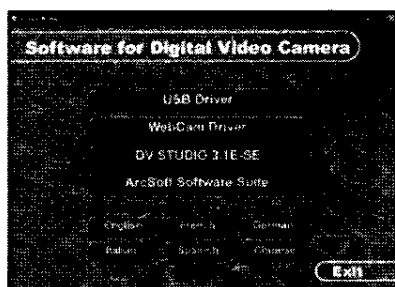 Software for Digital Video Camera
USB Driver
WebCam Driver
DV STUDIO 3.1E-SE
ArcSoft Software Suite
English French German
Italian Spanish Chinese
Exit